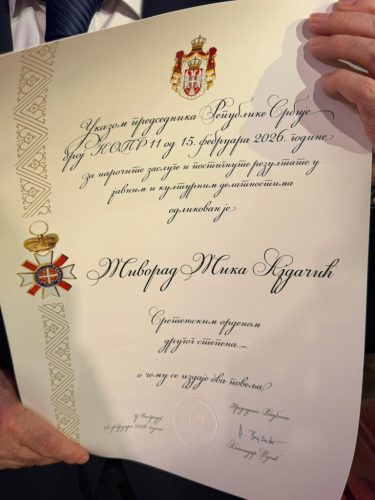 Указом председника Републике Србије
број КОПР 11 од 15. фебруара 2026. године
за нарочите заслуге и постигнуте резултате у
јавним и културним делатностима
одликован је
Живорад Мика Ајдачић
Сретењским орденом
другог степена
о чему се издаје ова повеља
У Београду
15. фебруара 2026. године
Председник Републике
Александар Вучић